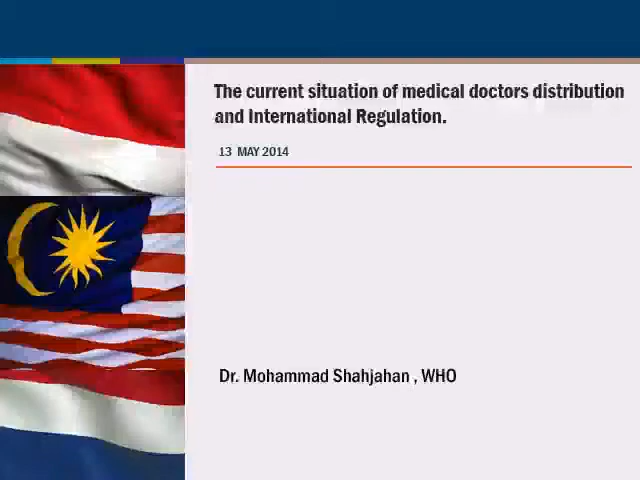 The current situation of medical doctors distribution
and International Regulation.
13 MAY 2014
Dr. Mohammad Shahjahan , WHO